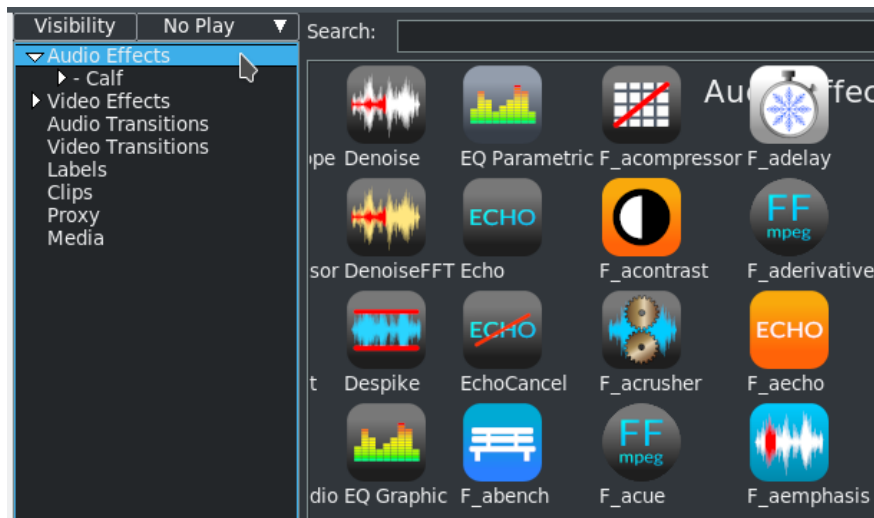 Visibility
No Play
Audio Effects
- Calf
Video Effects
Audio Transitions
Video Transitions
Labels
Clips
Proxy
Media
Search:
Denoise
EQ Parametric
F_acompressor
F_adelay
ECHO
FF
mpeg
DenoiseFFT
Echo
F_acontrast
F_aderivative
ECHO
ECHO
Despike
EchoCancel
F_acrusher
F_aecho
FF
mpeg
EQ Graphic
F_abench
F_acue
F_aemphasis